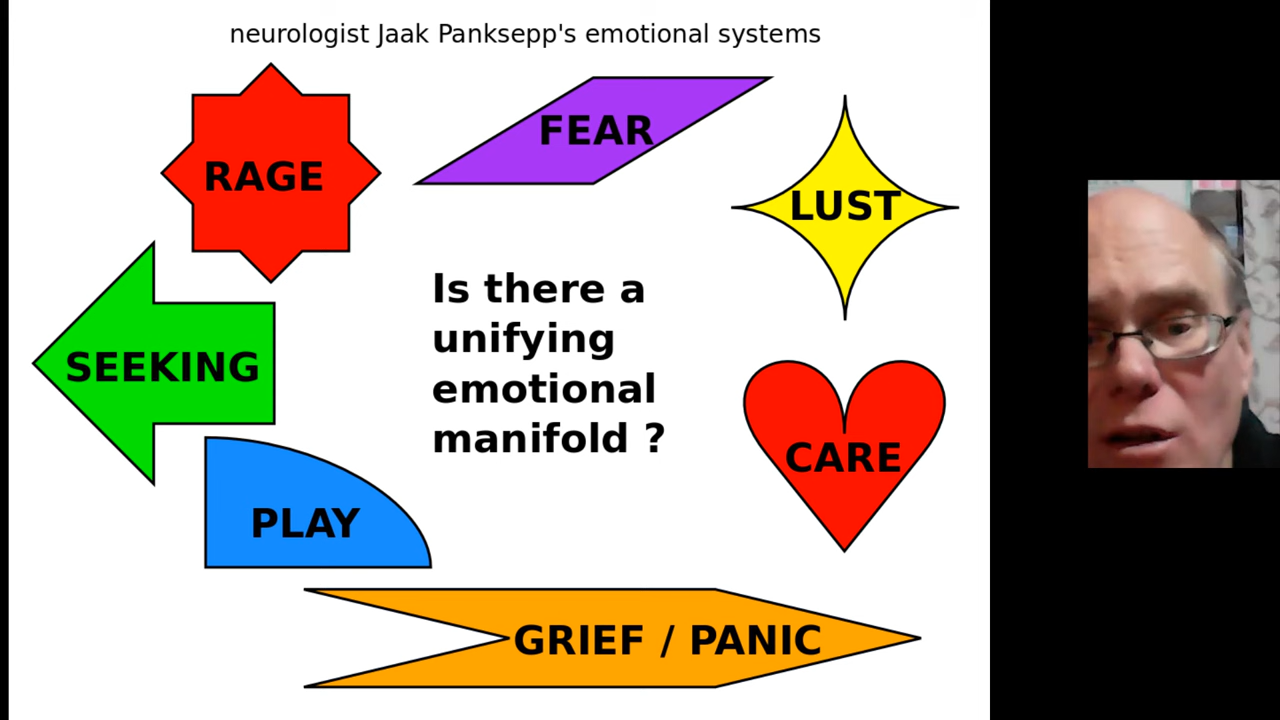 neurologist Jaak Panksepp's emotional systems
RAGE
FEAR
LUST
SEEKING
Is there a
unifying
emotional
manifold ?
CARE
PLAY
GRIEF / PANIC